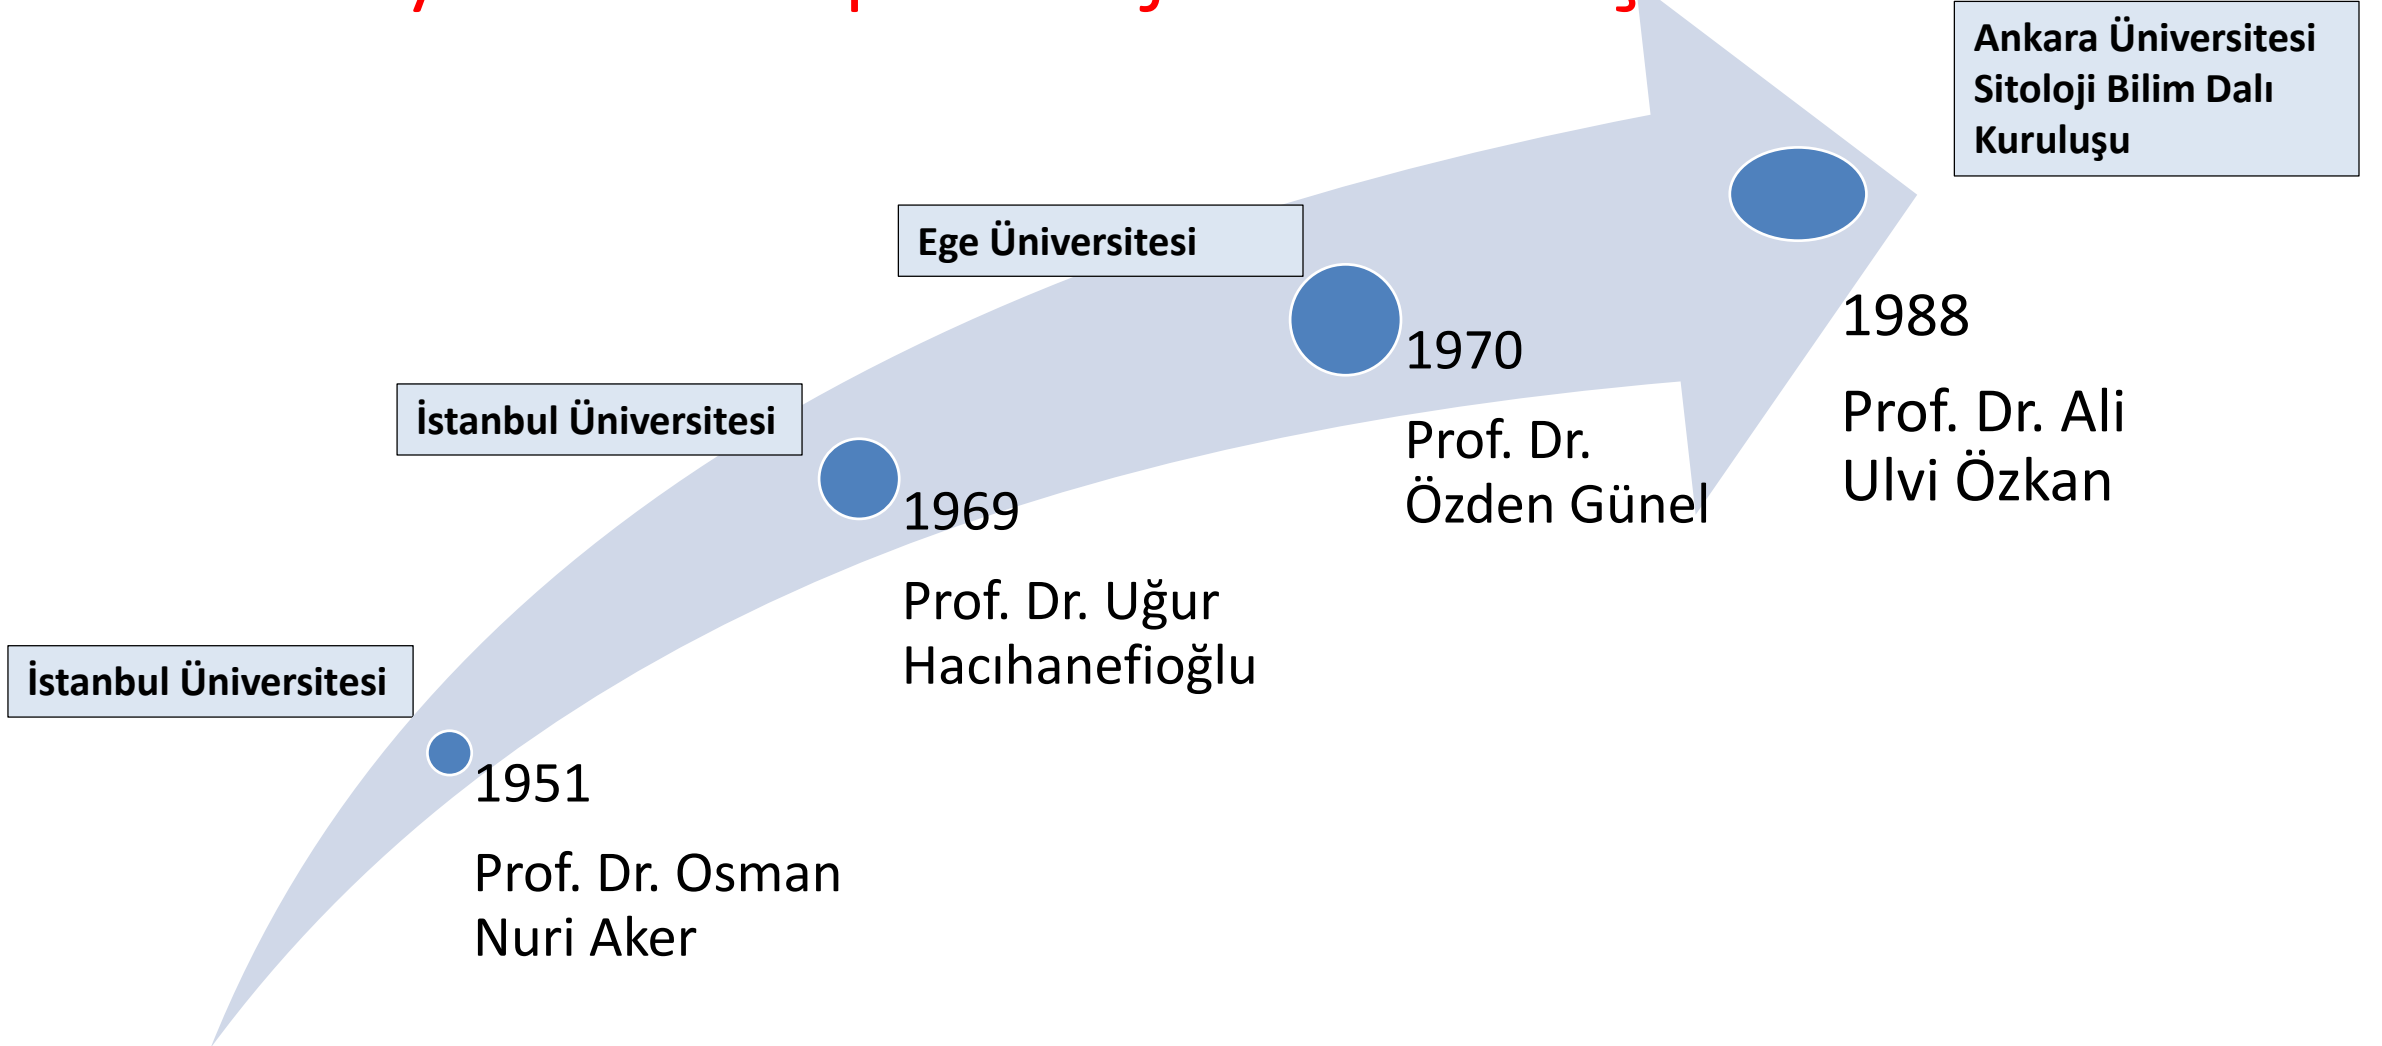 Ankara Üniversitesi
Sitoloji Bilim Dalı
Kuruluşu
Ege Üniversitesi
1988
Prof. Dr. Ali
Ulvi Özkan
1970
Prof. Dr.
Özden Günel
İstanbul Üniversitesi
1969
Prof. Dr. Uğur
Hacıhanefioğlu
İstanbul Üniversitesi
1951
Prof. Dr. Osman
Nuri Aker